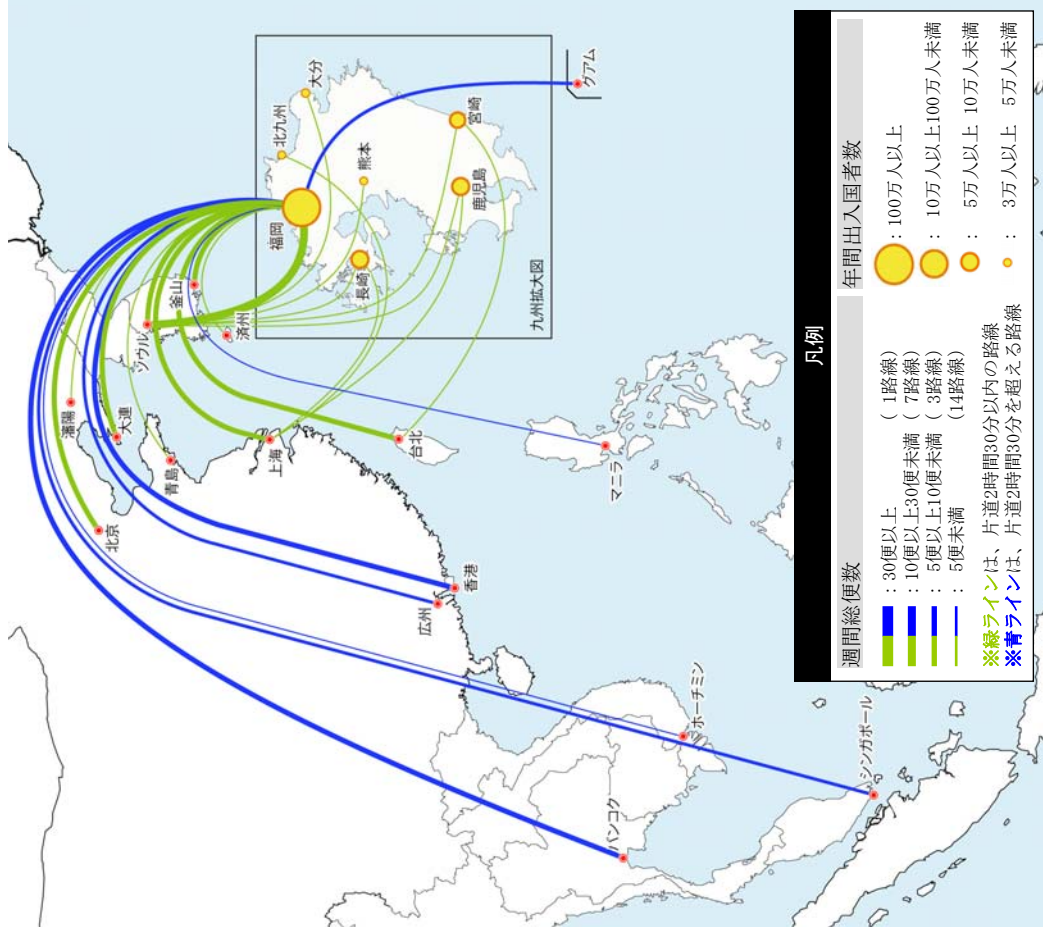 北九州
大分
福岡
熊本
長崎
宮崎
鹿児島
九州拡大図
グアム
ソウル
釜山
済州
瀋陽
大連
青島
北京
上海
台北
マニラ
香港
広州
ホーチミン
シンガポール
バンコク
凡例
週間総便数
：30便以上 （ 1路線）
：10便以上30便未満 （ 7路線）
：5便以上10便未満 （ 3路線）
：5便未満 （14路線）
※緑ラインは、片道2時間30分以内の路線
※青ラインは、片道2時間30分を超える路線
年間出入国者数
：100万人以上
：10万人以上100万人未満
：5万人以上 10万人未満
：3万人以上 5万人未満